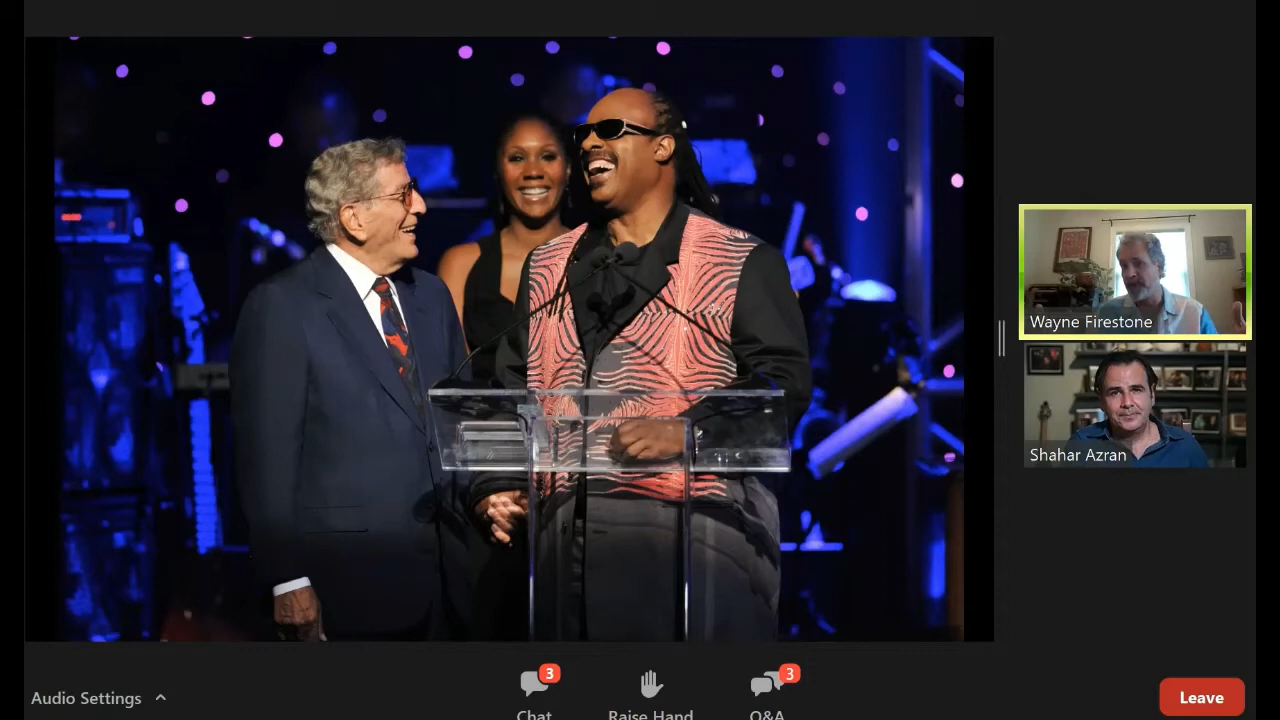 Wayne Firestone
Shahar Azran
Audio Settings
3
Chat
Raise Hand
3
Q&A
Leave